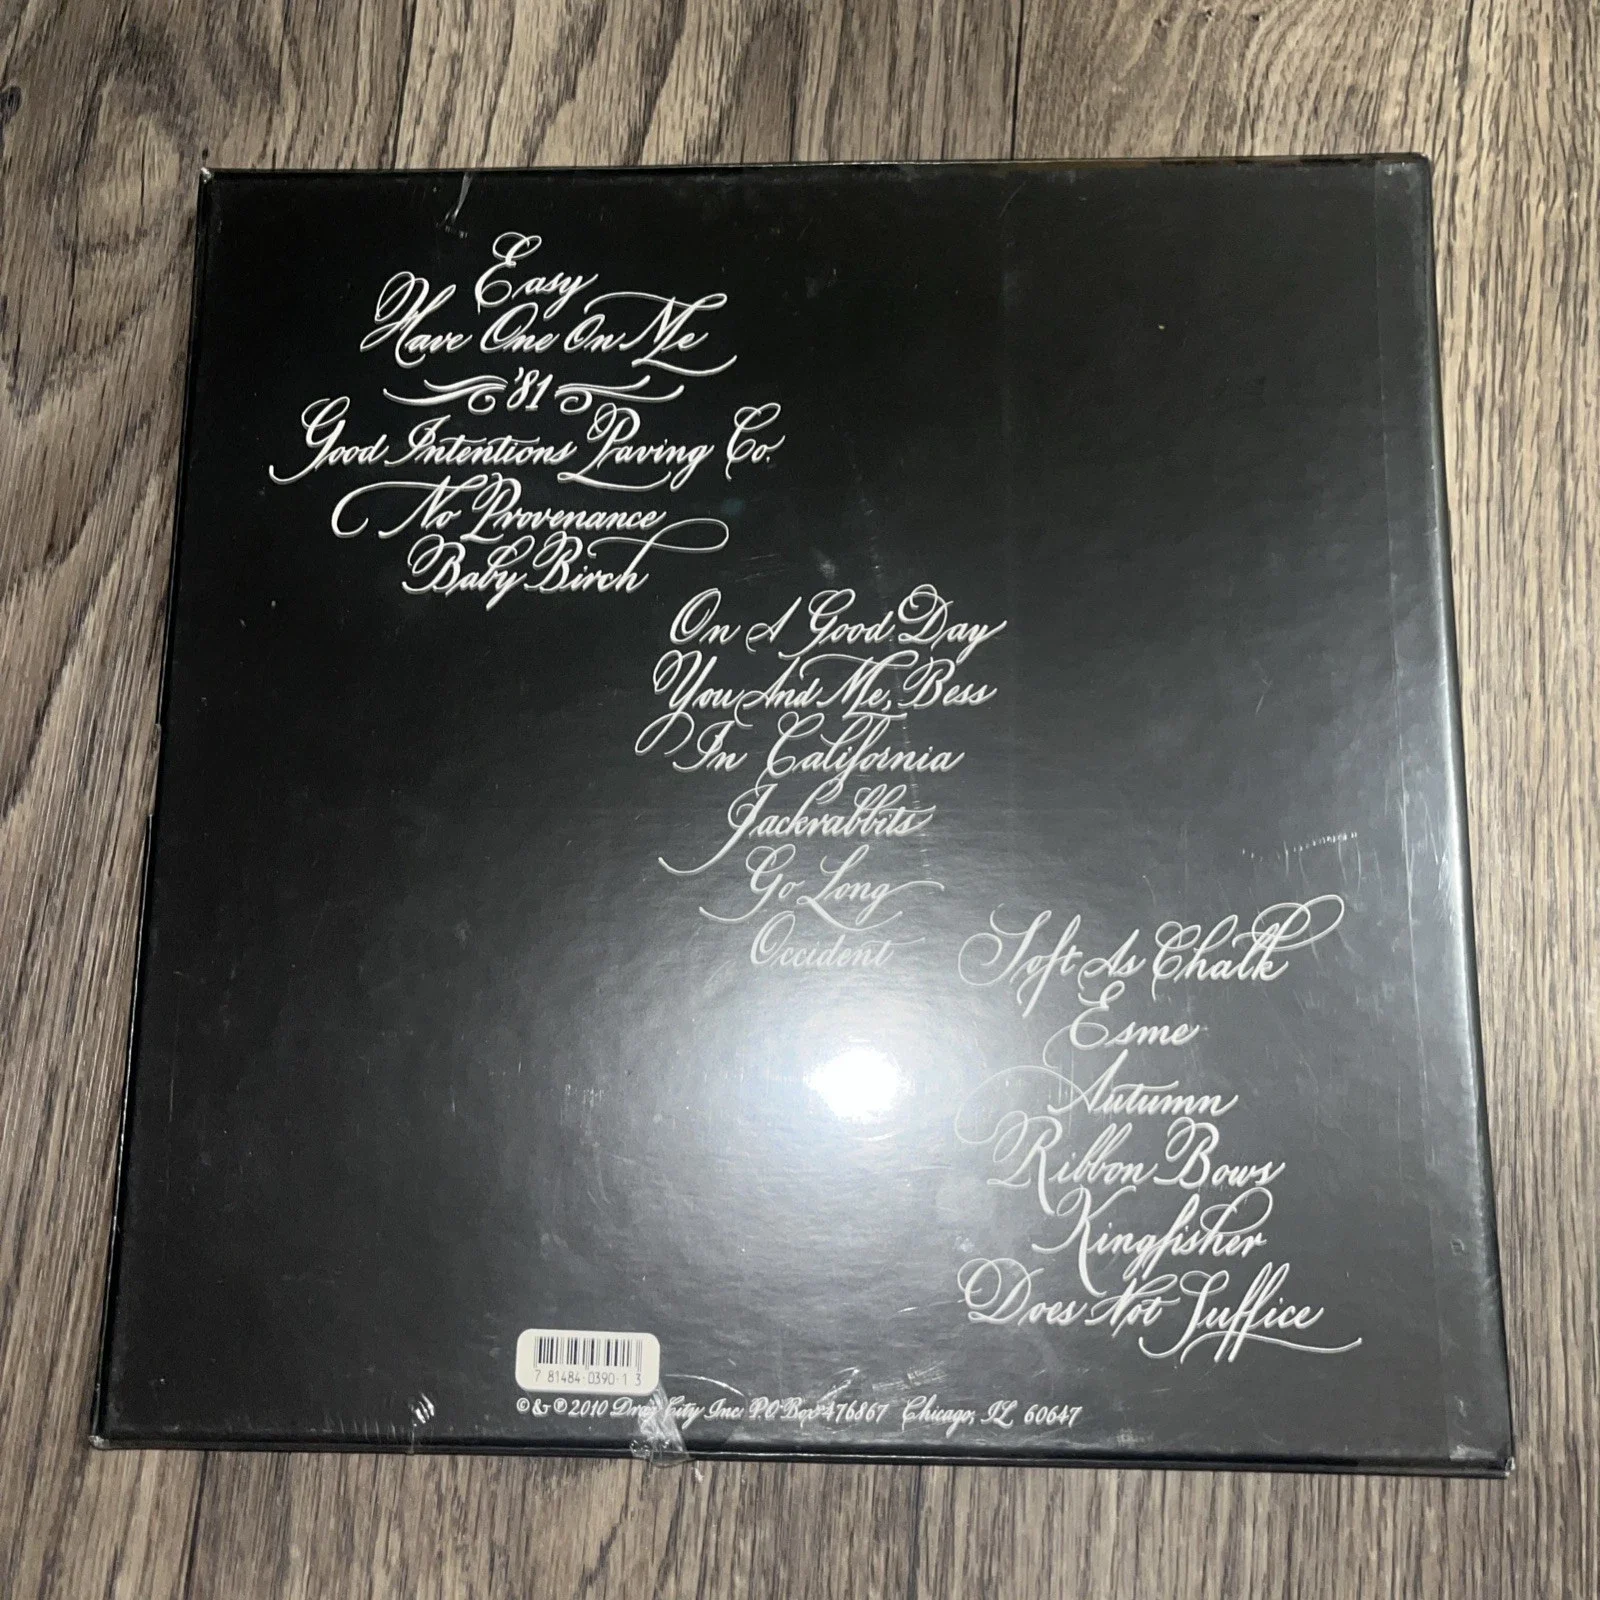 Easy
Have One On Me
'81
Good Intentions Paving Co.
No Provenance
Baby Birch
On A Good Day
You And Me, Bess
In California
Jackrabbits
Go Long
Occident
Soft As Chalk
Esme
Autumn
Ribbon Bows
Kingfisher
Does Not Suffice
7 81484-0390-1 3
© & ℗ 2010 Drag City Inc. P.O Box 476867 Chicago, IL 60647